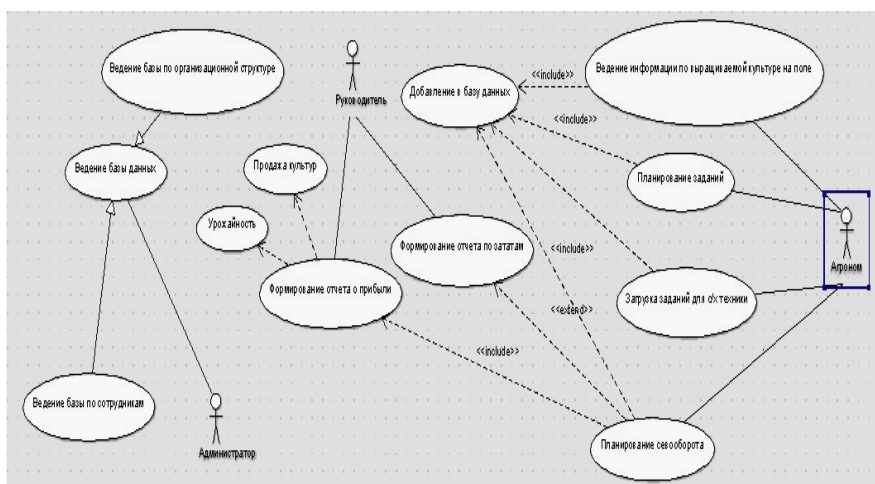 Ведение базы по организационной структуре
Руководитель
Добавление в базу данных
<<include>>
Ведение информации по выращиваемой культуре на поле
<<include>>
Ведение базы данных
Продажа культур
Планирование заданий
Урожайность
Формирование отчета по зататам
<<include>>
Агроном
Формирование отчета о прибыли
Загрузка заданий для с/х техники
<<extend>>
<<include>>
Ведение базы по сотрудникам
Администратор
Планирование севооборота